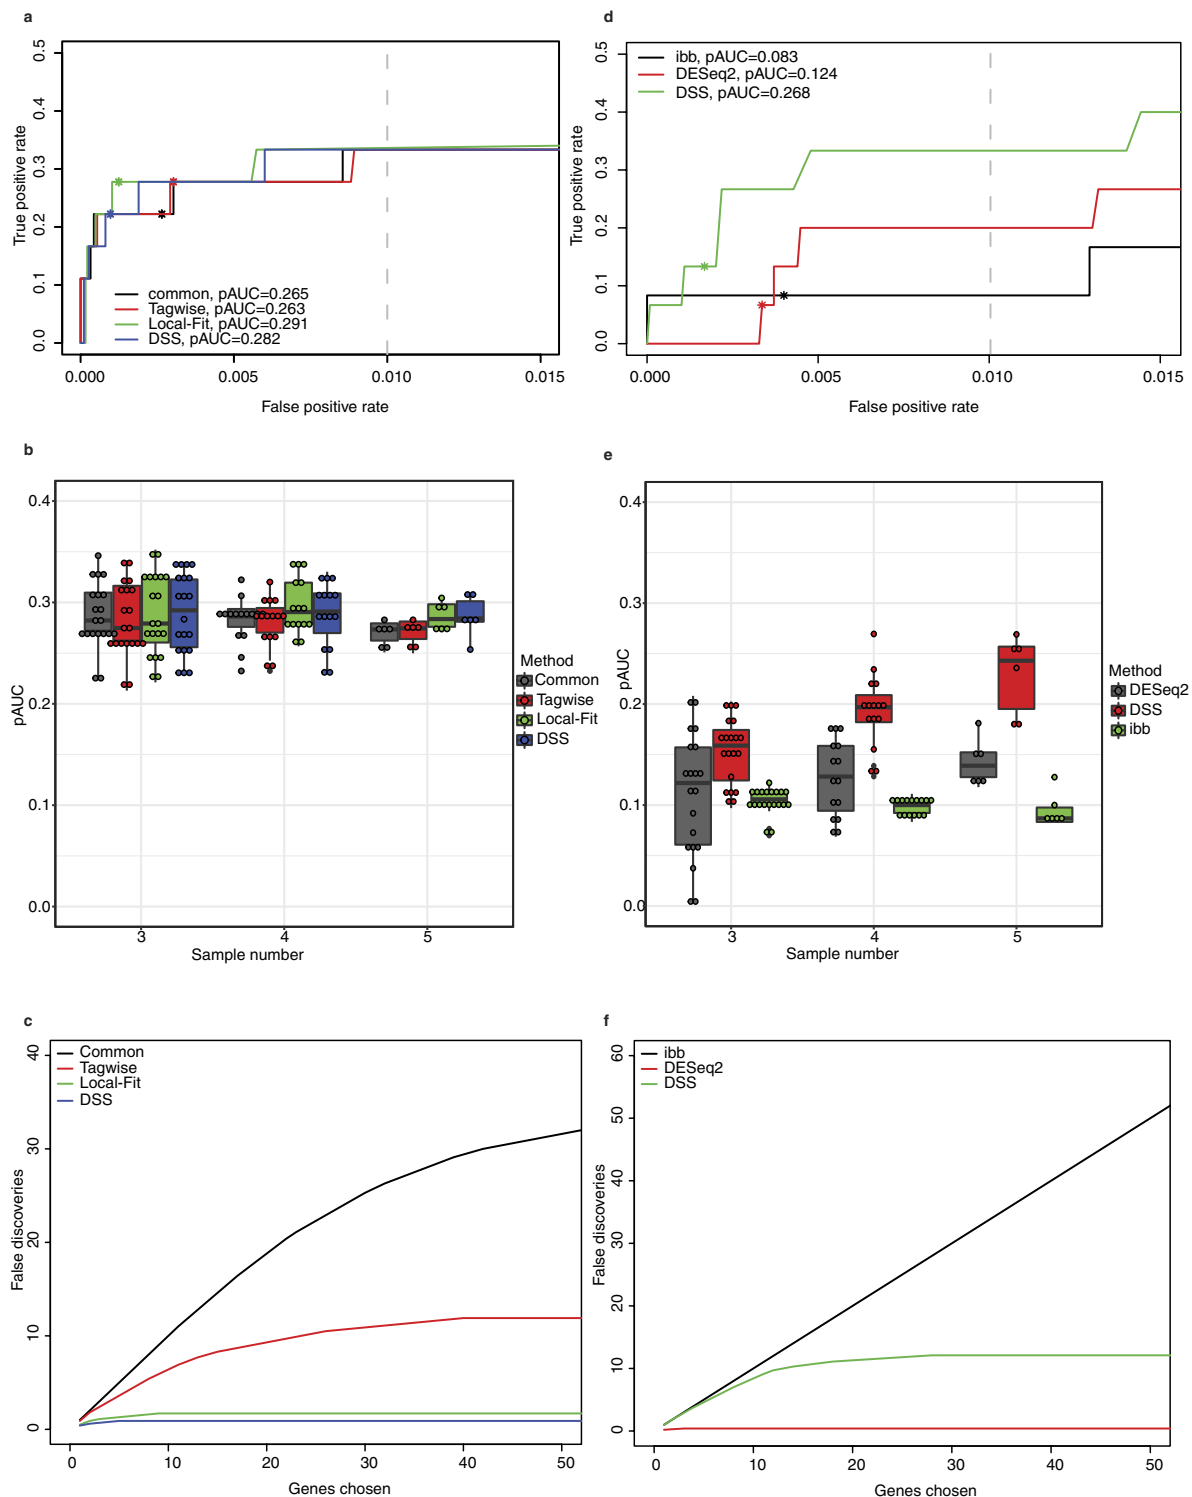 a
0.5
0.4
0.3
0.2
0.1
0.0
True positive rate
common, pAUC=0.265
Tagwise, pAUC=0.263
Local-Fit, pAUC=0.291
DSS, pAUC=0.282
0.000
0.005
0.010
0.015
False positive rate
d
0.5
0.4
0.3
0.2
0.1
0.0
True positive rate
ibb, pAUC=0.083
DESeq2, pAUC=0.124
DSS, pAUC=0.268
0.000
0.005
0.010
0.015
False positive rate
b
0.4
0.3
0.2
0.1
0.0
pAUC
3
4
5
Sample number
Method
Common
Tagwise
Local-Fit
DSS
e
0.4
0.3
0.2
0.1
0.0
pAUC
3
4
5
Sample number
Method
DESeq2
DSS
ibb
c
40
30
20
10
0
False discoveries
Common
Tagwise
Local-Fit
DSS
0
10
20
30
40
50
Genes chosen
f
60
50
40
30
20
10
0
False discoveries
ibb
DESeq2
DSS
0
10
20
30
40
50
Genes chosen